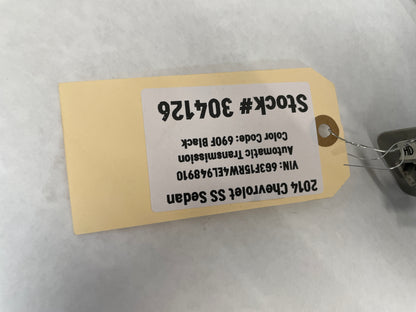 2014 Chevrolet SS Sedan
VIN: 6G3F15RW4EL948910
Automatic Transmission
Color Code: 690F Black
Stock# 304126